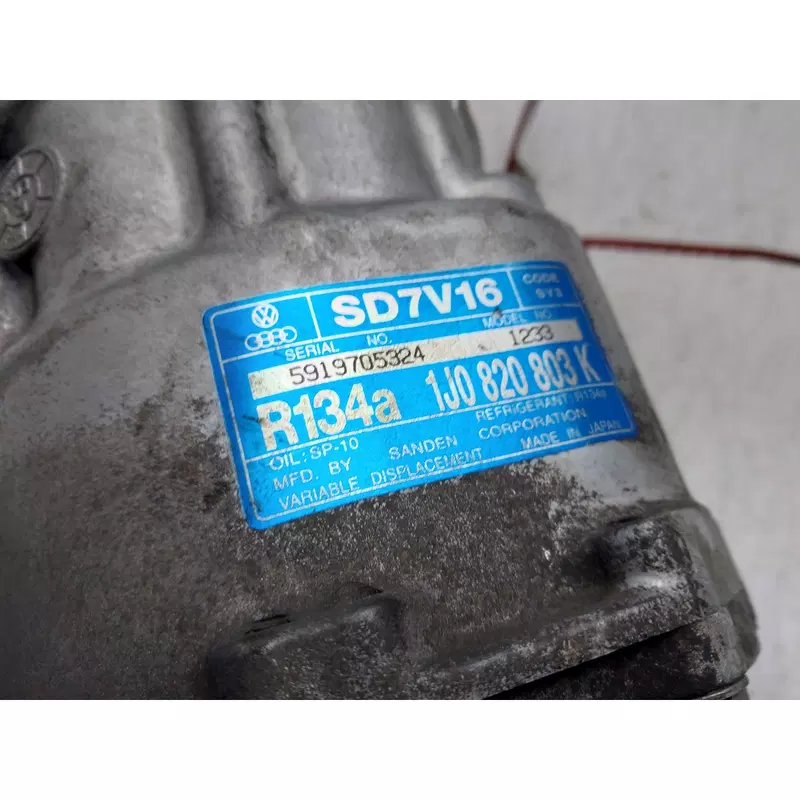 SD7V16
CODE
SERIAL NO.
MODEL NO.
5919705324
1233
R134a
1J0 820 803 K
OIL: SP-10
REFRIGERANT: R134a
MFD. BY SANDEN CORPORATION
VARIABLE DISPLACEMENT
MADE IN JAPAN